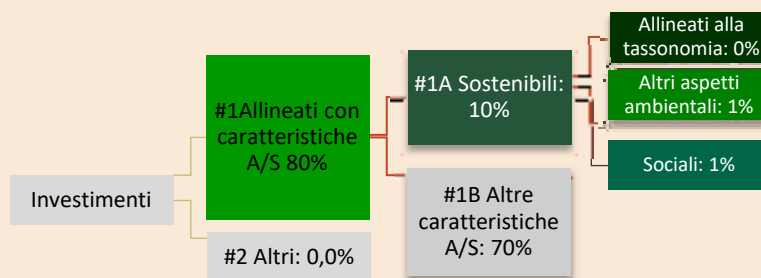 Investimenti
#1Allineati con
caratteristiche
A/S 80%
#2 Altri: 0,0%
#1A Sostenibili:
10%
#1B Altre
caratteristiche
A/S: 70%
Allineati alla
tassonomia: 0%
Altri aspetti
ambientali: 1%
Sociali: 1%